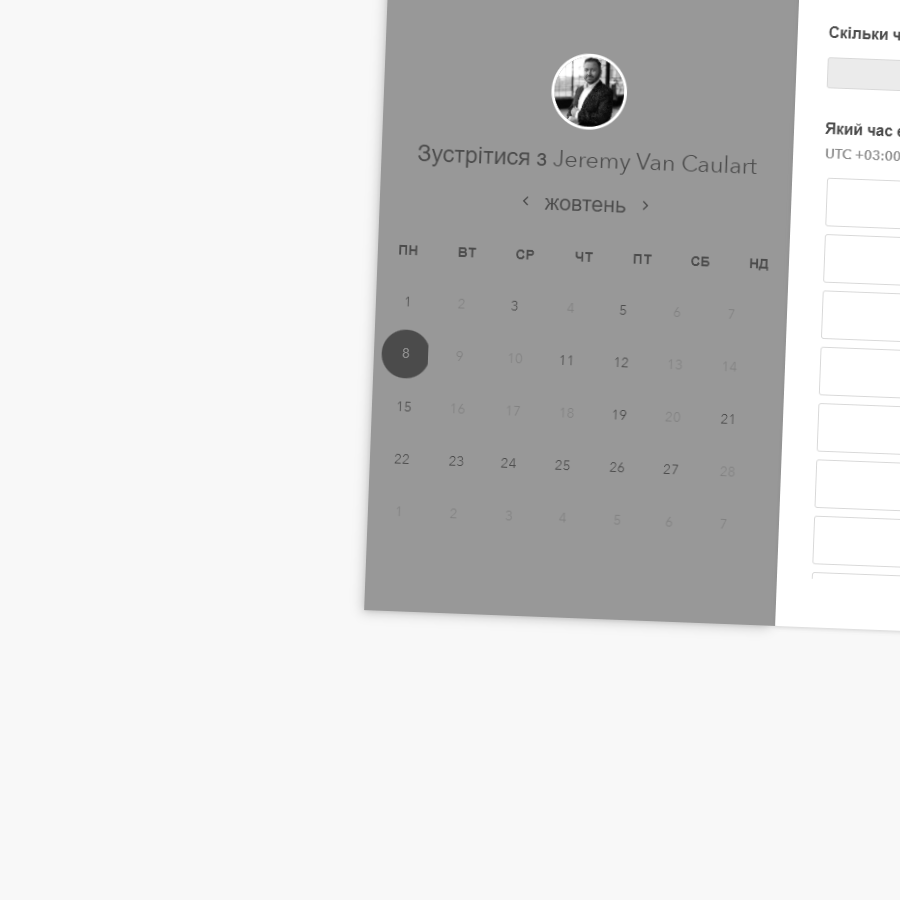 Зустрітися з Jeremy Van Caulart
жовтень
ПН ВТ СР ЧТ ПТ СБ НД
1 2 3 4 5 6 7
8 9 10 11 12 13 14
15 16 17 18 19 20 21
22 23 24 25 26 27 28
1 2 3 4 5 6 7
Скільки
Який час
UTC +03:00